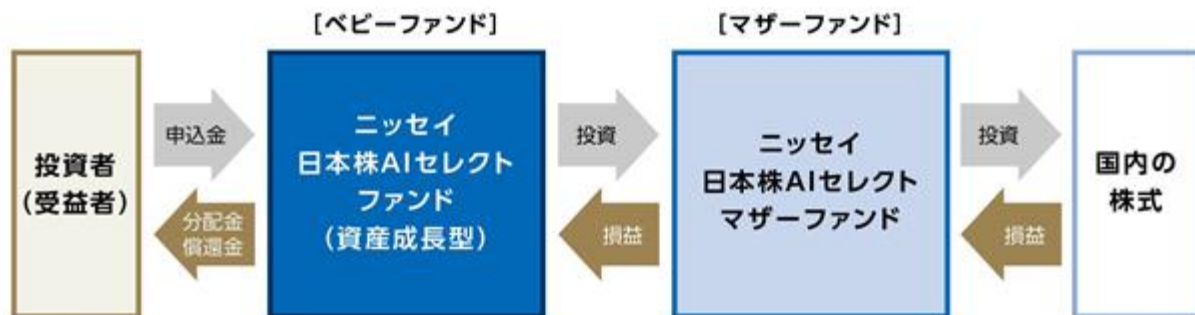 [ベビーファンド]
[マザーファンド]
投資者
(受益者)
申込金
分配金
償還金
ニッセイ
日本株AIセレクト
ファンド
(資産成長型)
投資
損益
ニッセイ
日本株AIセレクト
マザーファンド
投資
損益
国内の
株式